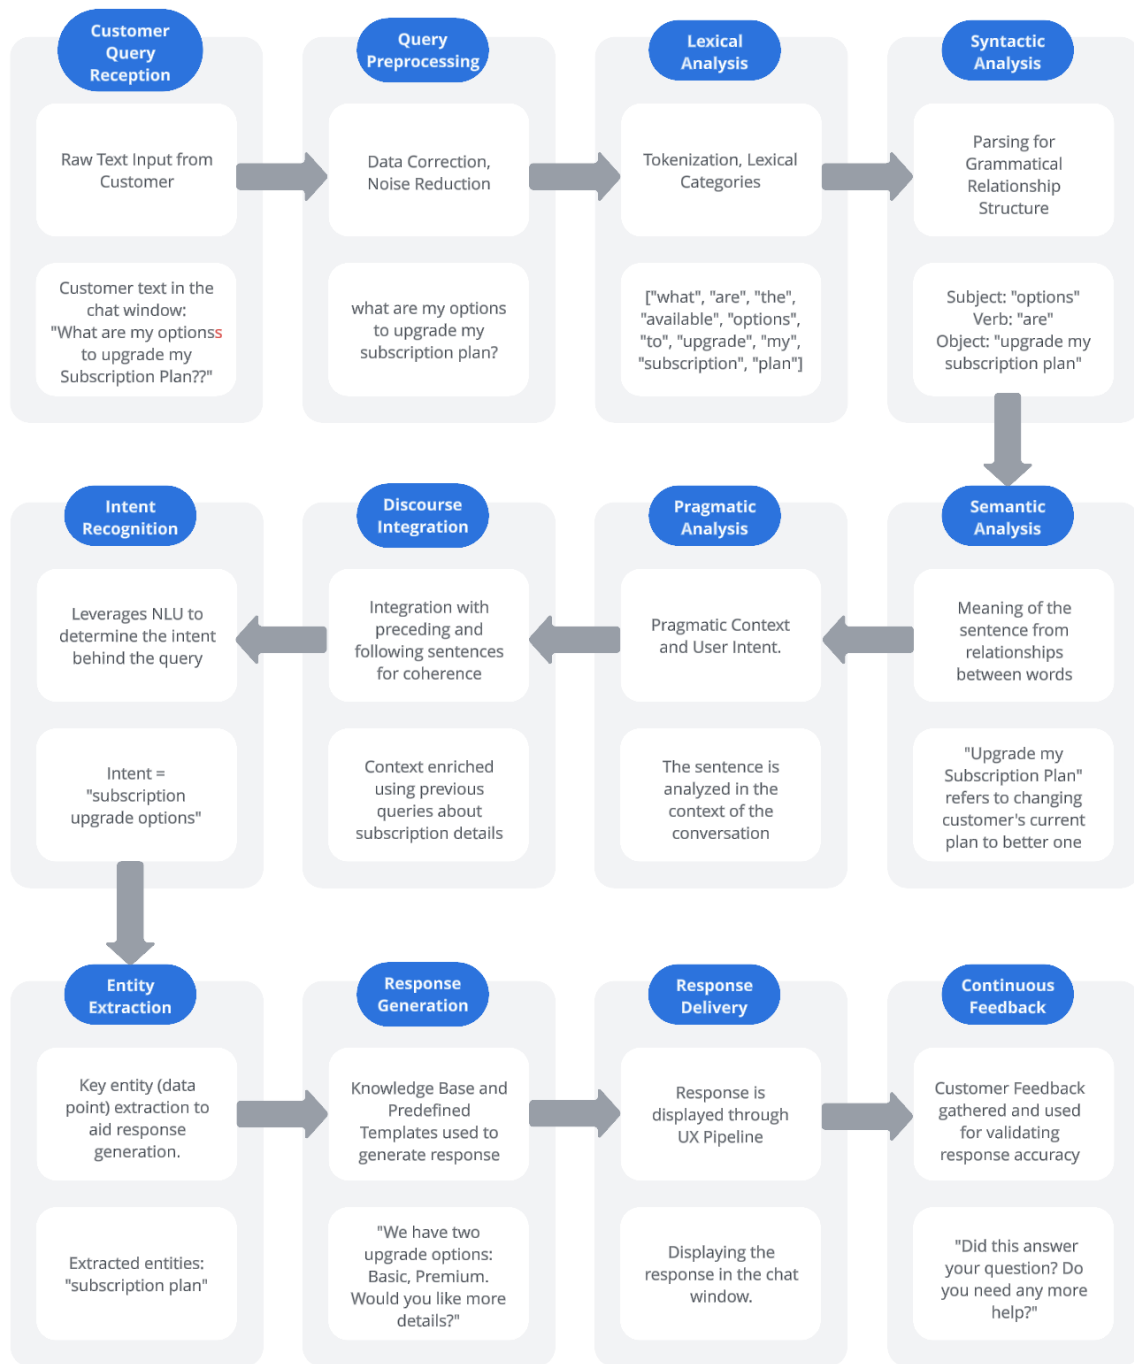 Customer
Query
Reception
Raw Text Input from
Customer
Customer text in the
chat window:
"What are my optionss
to upgrade my
Subscription Plan??"
Query
Preprocessing
Data Correction,
Noise Reduction
what are my options
to upgrade my
subscription plan?
Lexical
Analysis
Tokenization, Lexical
Categories
["what", "are", "the",
"available", "options",
"to", "upgrade", "my",
"subscription", "plan"]
Syntactic
Analysis
Parsing for
Grammatical
Relationship
Structure
Subject: "options"
Verb: "are"
Object: "upgrade my
subscription plan"
Semantic
Analysis
Meaning of the
sentence from
relationships
between words
"Upgrade my
Subscription Plan"
refers to changing
customer's current
plan to better one
Pragmatic
Analysis
Pragmatic Context
and User Intent.
The sentence is
analyzed in the
context of the
conversation
Discourse
Integration
Integration with
preceding and
following sentences
for coherence
Context enriched
using previous
queries about
subscription details
Intent
Recognition
Leverages NLU to
determine the intent
behind the query
Intent =
"subscription
upgrade options"
Entity
Extraction
Key entity (data
point) extraction to
aid response
generation.
Extracted entities:
"subscription plan"
Response
Generation
Knowledge Base and
Predefined
Templates used to
generate response
"We have two
upgrade options:
Basic, Premium.
Would you like more
details?"
Response
Delivery
Response is
displayed through
UX Pipeline
Displaying the
response in the chat
window.
Continuous
Feedback
Customer Feedback
gathered and used
for validating
response accuracy
"Did this answer
your question? Do
you need any more
help?"